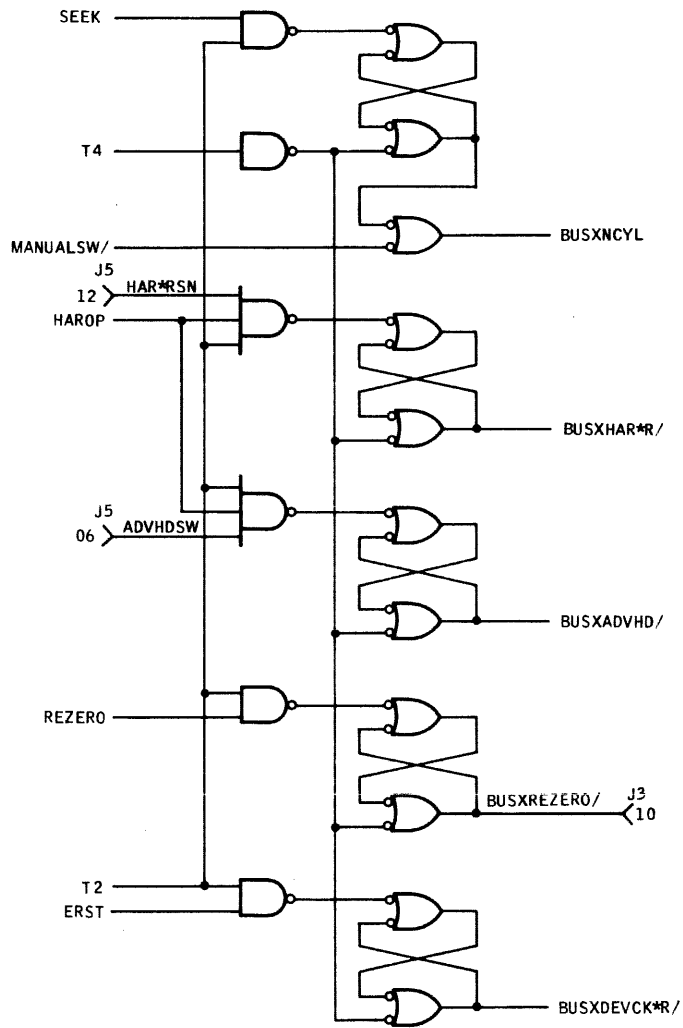 SEEK
T4
BUSXNCYL
MANUALSW/
J5
12
HAR*RSN
HAROP
BUSXHAR*R/
J5
06
ADVHDSW
BUSXADVHD/
REZERO
BUSXREZERO/
J3
10
T2
ERST
BUSXDEVCK*R/